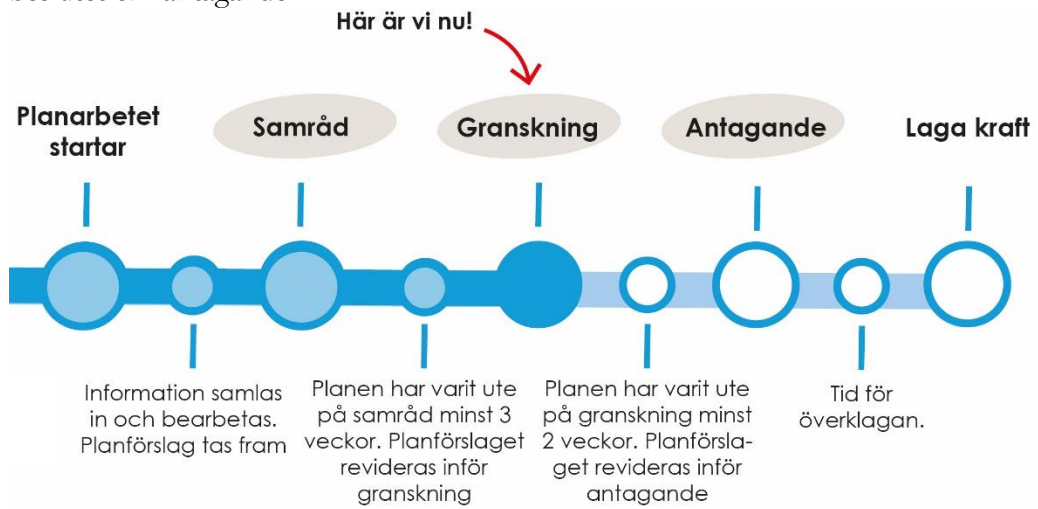 Här är vi nu!
Planarbetet
startar
Samråd
Granskning
Antagande
Laga kraft
Information samlas
in och bearbetas.
Planförslag tas fram
Planen har varit ute
på samråd minst 3
veckor. Planförslaget
revideras inför
granskning
Planen har varit ute
på granskning minst
2 veckor. Planförsla-
get revideras inför
antagande
Tid för
överklagan.